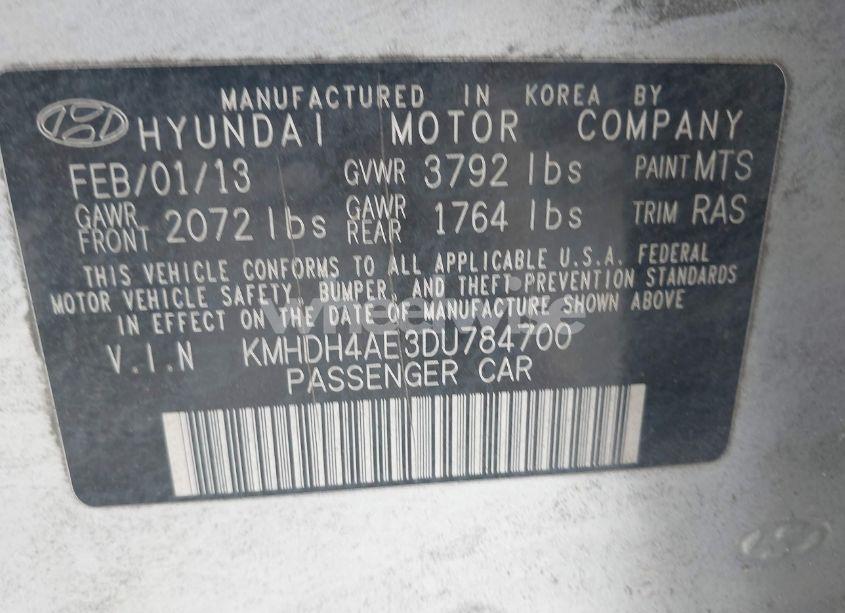 MANUFACTURED IN KOREA BY
HYUNDAI MOTOR COMPANY
FEB/01/13 GVWR 3792 lbs PAINT MTS
GAWR FRONT 2072 lbs GAWR REAR 1764 lbs TRIM RAS
THIS VEHICLE CONFORMS TO ALL APPLICABLE U.S.A. FEDERAL
MOTOR VEHICLE SAFETY, BUMPER, AND THEFT PREVENTION STANDARDS
IN EFFECT ON THE DATE OF MANUFACTURE SHOWN ABOVE
wheelvice
V.I.N KMHDH4AE3DU784700
PASSENGER CAR